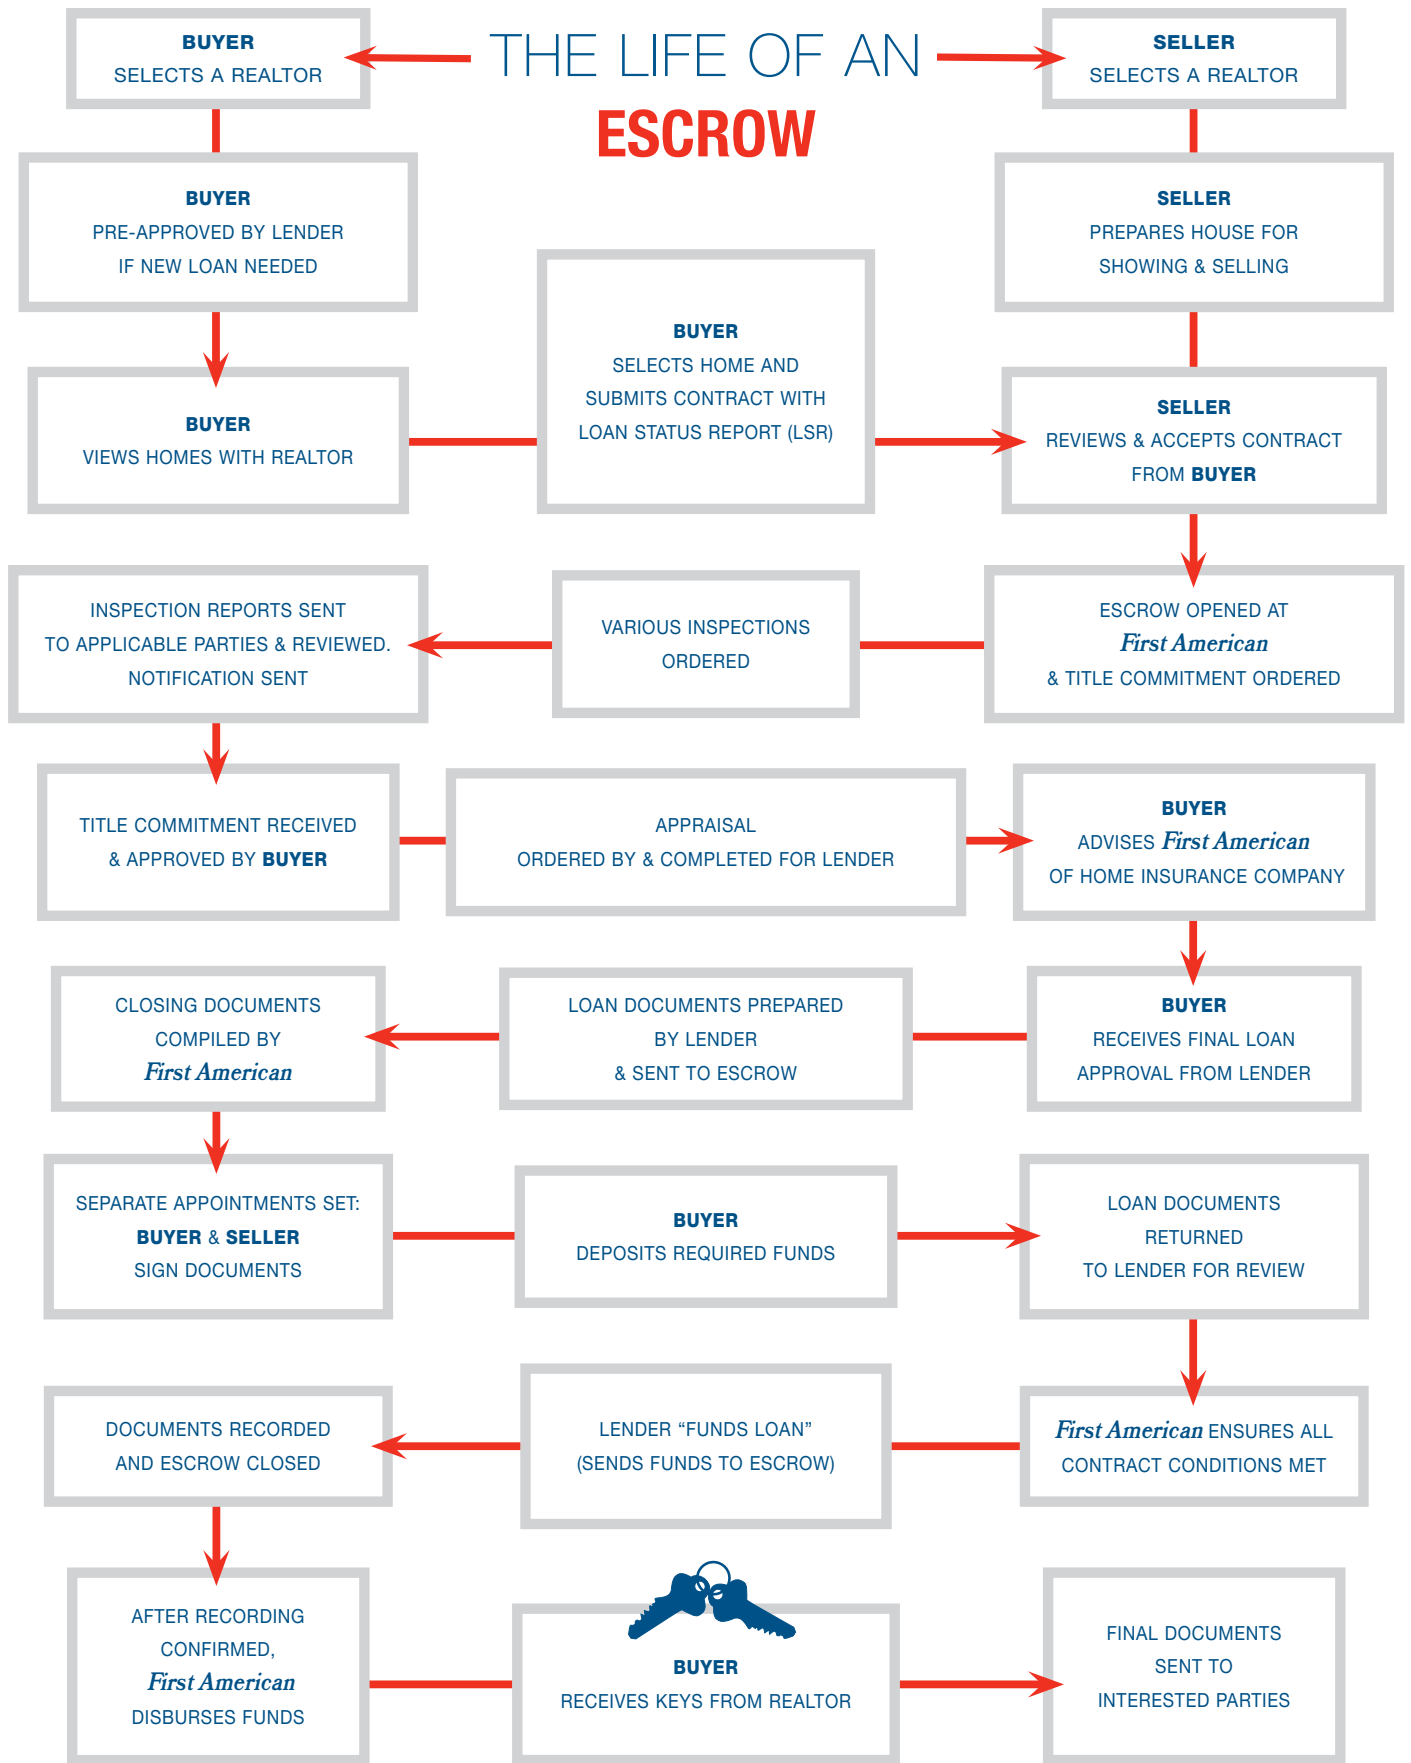 THE LIFE OF AN
ESCROW
BUYER
SELECTS A REALTOR
SELLER
SELECTS A REALTOR
BUYER
PRE-APPROVED BY LENDER
IF NEW LOAN NEEDED
SELLER
PREPARES HOUSE FOR
SHOWING & SELLING
BUYER
VIEWS HOMES WITH REALTOR
BUYER
SELECTS HOME AND
SUBMITS CONTRACT WITH
LOAN STATUS REPORT (LSR)
SELLER
REVIEWS & ACCEPTS CONTRACT
FROM BUYER
ESCROW OPENED AT
First American
& TITLE COMMITMENT ORDERED
VARIOUS INSPECTIONS
ORDERED
INSPECTION REPORTS SENT
TO APPLICABLE PARTIES & REVIEWED.
NOTIFICATION SENT
TITLE COMMITMENT RECEIVED
& APPROVED BY BUYER
APPRAISAL
ORDERED BY & COMPLETED FOR LENDER
BUYER
ADVISES First American
OF HOME INSURANCE COMPANY
BUYER
RECEIVES FINAL LOAN
APPROVAL FROM LENDER
LOAN DOCUMENTS PREPARED
BY LENDER
& SENT TO ESCROW
CLOSING DOCUMENTS
COMPILED BY
First American
SEPARATE APPOINTMENTS SET:
BUYER & SELLER
SIGN DOCUMENTS
BUYER
DEPOSITS REQUIRED FUNDS
LOAN DOCUMENTS
RETURNED
TO LENDER FOR REVIEW
First American ENSURES ALL
CONTRACT CONDITIONS MET
LENDER “FUNDS LOAN”
(SENDS FUNDS TO ESCROW)
DOCUMENTS RECORDED
AND ESCROW CLOSED
AFTER RECORDING
CONFIRMED,
First American
DISBURSES FUNDS
BUYER
RECEIVES KEYS FROM REALTOR
FINAL DOCUMENTS
SENT TO
INTERESTED PARTIES